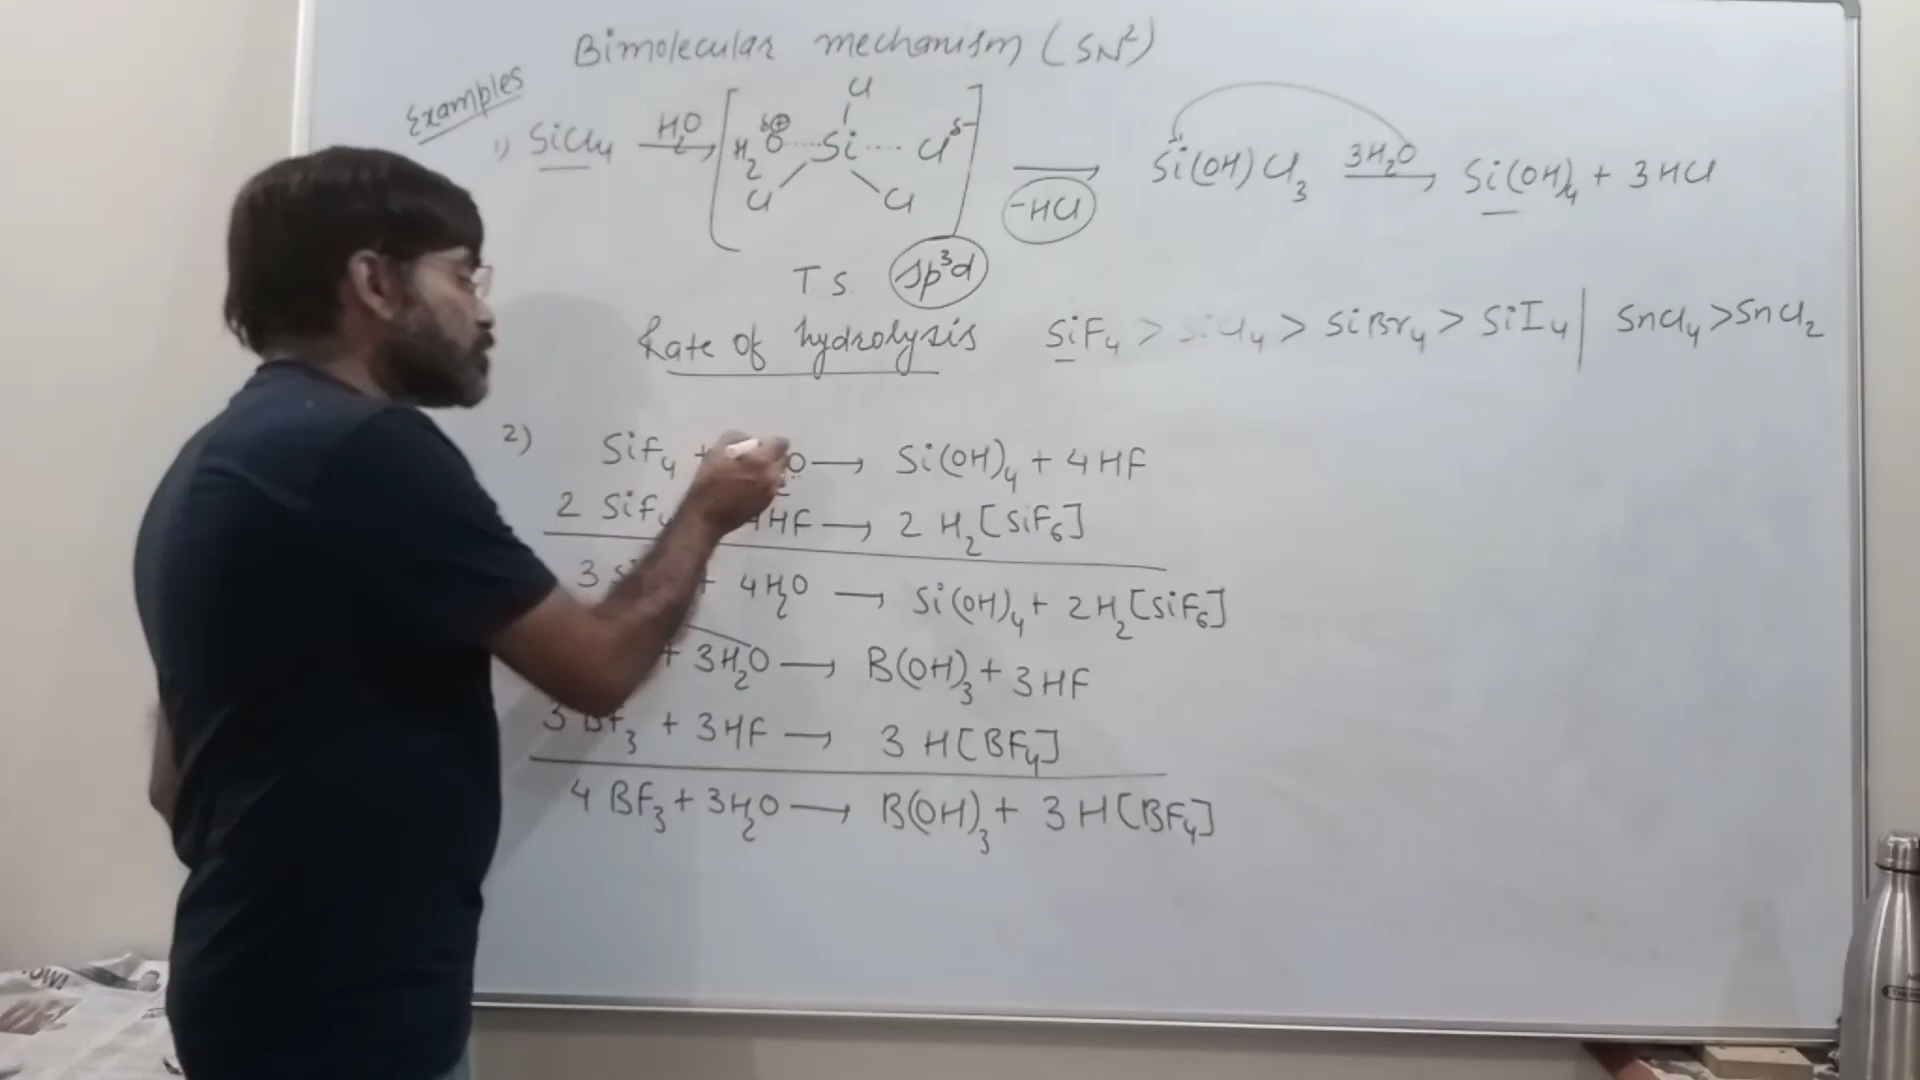 Bimolecular mechanism (SN²)
Examples
1) SiCl₄ —H₂O→ [H₂O^δ⊕ ····Si···· Cl^δ- Cl Cl Cl] —→ -HCl Si(OH)Cl₃ —3H₂O→ Si(OH)₄ + 3HCl
TS sp³d
Rate of hydrolysis SiF₄ > SiCl₄ > SiBr₄ > SiI₄ | SnCl₄ > SnCl₂
2) SiF₄ + O → Si(OH)₄ + 4HF
2 SiF₄ 4HF → 2 H₂[SiF₆]
3 + 4H₂O → Si(OH)₄ + 2H₂[SiF₆]
+ 3H₂O → B(OH)₃ + 3HF
3 BF₃ + 3HF → 3 H[BF₄]
4 BF₃ + 3H₂O → B(OH)₃ + 3 H[BF₄]